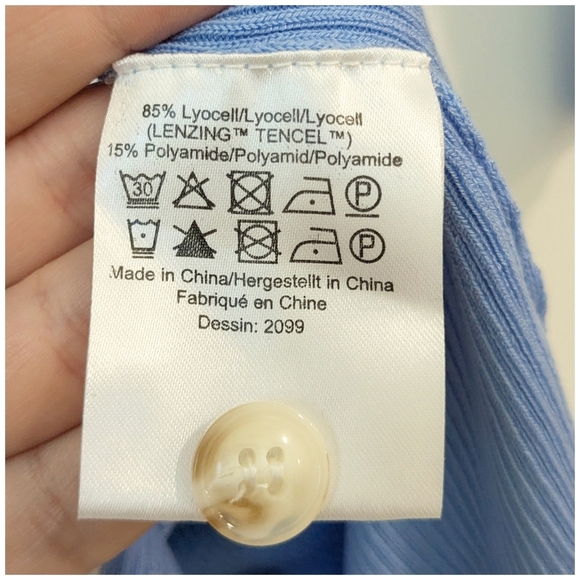 85% Lyocell/Lyocell/Lyocell
(LENZING™ TENCEL™)
15% Polyamide/Polyamid/Polyamide
30 P
P
Made in China/Hergestellt in China
Fabriqué en Chine
Dessin: 2099